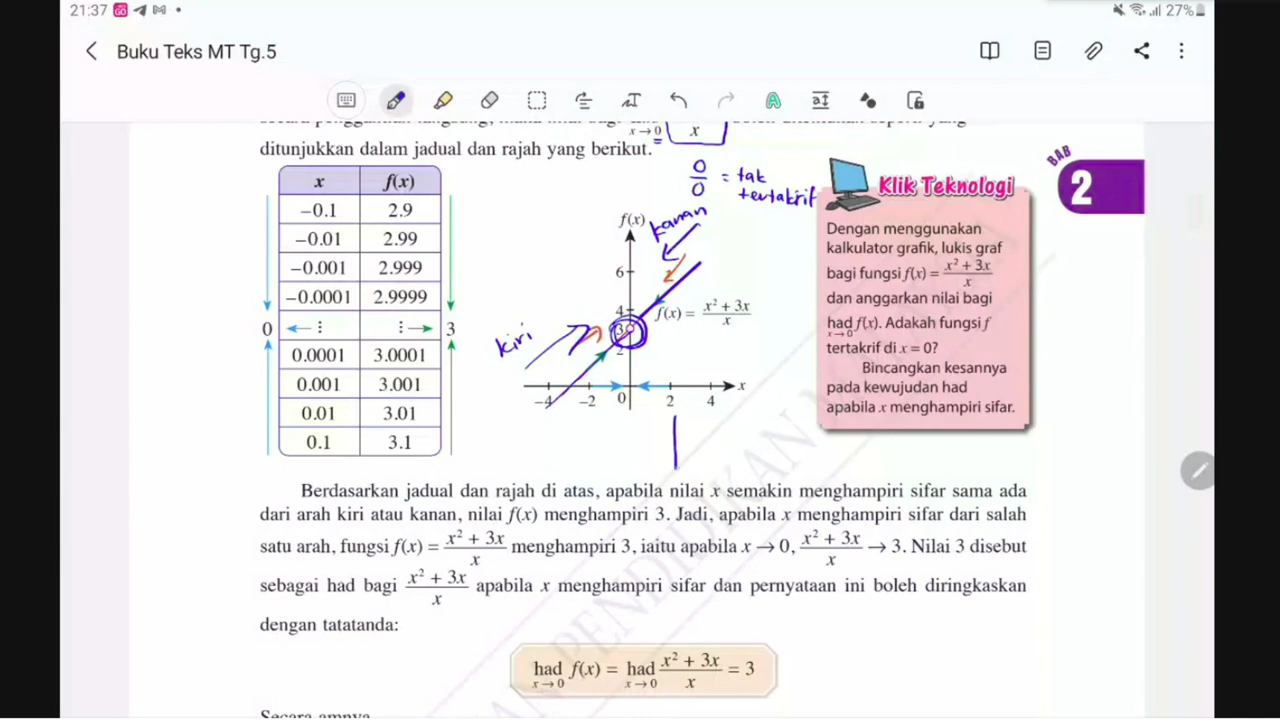 21:37
27%
Buku Teks MT Tg.5
x→0
x
ditunjukkan dalam jadual dan rajah yang berikut.
x f(x)
−0.1 2.9
−0.01 2.99
−0.001 2.999
−0.0001 2.9999
0 ⋮ ⋮ 3
0.0001 3.0001
0.001 3.001
0.01 3.01
0.1 3.1
0/0 = tak
tertakrif
f(x)
kanan
6
4
3
2
f(x) = (x² + 3x)/x
kiri
−4 −2 0 2 4 x
BAB
2
Klik Teknologi
Dengan menggunakan
kalkulator grafik, lukis graf
bagi fungsi f(x) = (x² + 3x)/x
dan anggarkan nilai bagi
had f(x). Adakah fungsi f
x→0
tertakrif di x = 0?
Bincangkan kesannya
pada kewujudan had
apabila x menghampiri sifar.
Berdasarkan jadual dan rajah di atas, apabila nilai x semakin menghampiri sifar sama ada
dari arah kiri atau kanan, nilai f(x) menghampiri 3. Jadi, apabila x menghampiri sifar dari salah
satu arah, fungsi f(x) = (x² + 3x)/x menghampiri 3, iaitu apabila x → 0, (x² + 3x)/x → 3. Nilai 3 disebut
sebagai had bagi (x² + 3x)/x apabila x menghampiri sifar dan pernyataan ini boleh diringkaskan
dengan tatatanda:
had f(x) = had (x² + 3x)/x = 3
x→0 x→0
Secara amnya